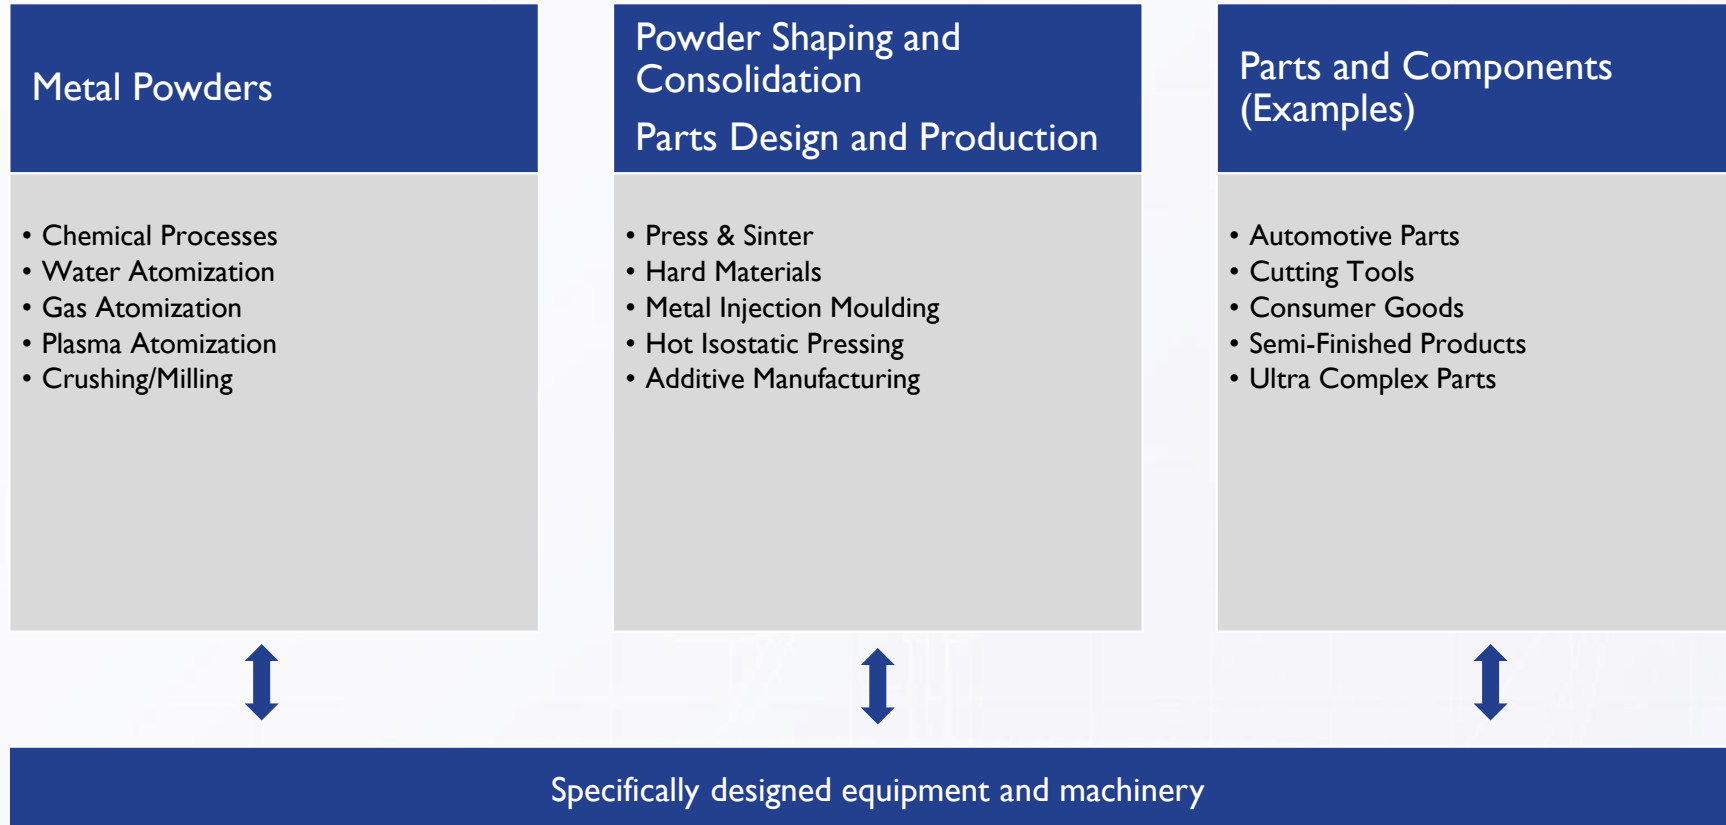 Metal Powders
• Chemical Processes
• Water Atomization
• Gas Atomization
• Plasma Atomization
• Crushing/Milling
Powder Shaping and
Consolidation
Parts Design and Production
• Press & Sinter
• Hard Materials
• Metal Injection Moulding
• Hot Isostatic Pressing
• Additive Manufacturing
Parts and Components
(Examples)
• Automotive Parts
• Cutting Tools
• Consumer Goods
• Semi-Finished Products
• Ultra Complex Parts
Specifically designed equipment and machinery